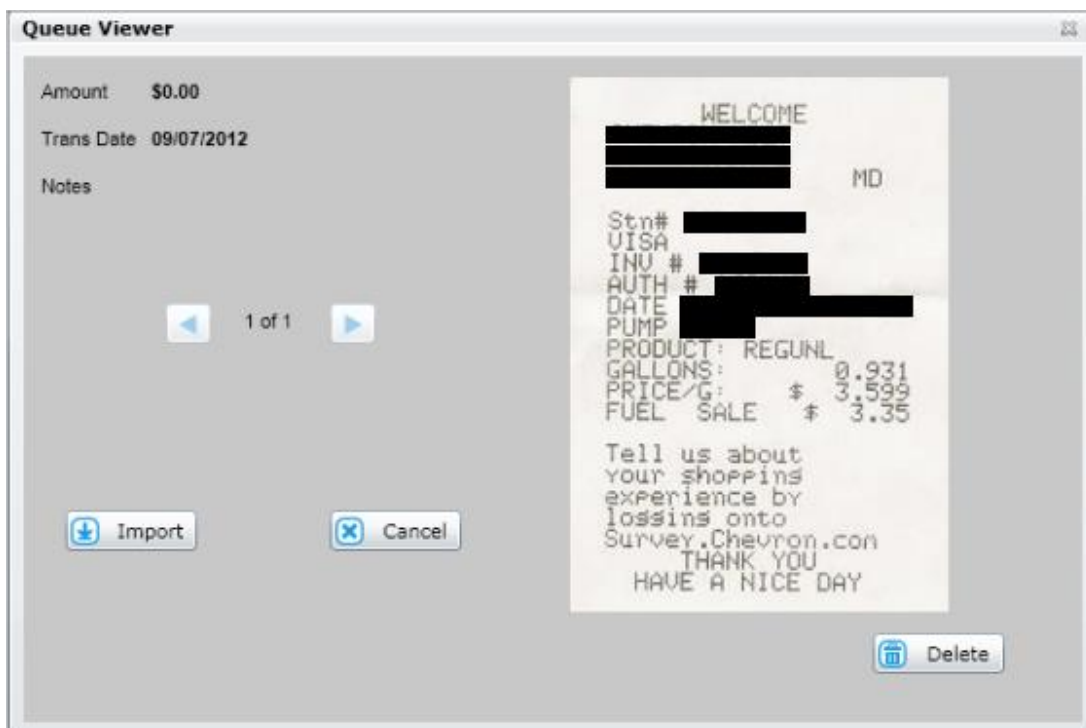 Queue Viewer
Amount $0.00
Trans Date 09/07/2012
Notes
1 of 1
Import
Cancel
WELCOME
MD
Stn#
VISA
INV #
AUTH #
DATE
PUMP
PRODUCT: REGUNL
GALLONS: 0.931
PRICE/G: $ 3.599
FUEL SALE $ 3.35
Tell us about
your shopping
experience by
logging onto
Survey.Chevron.com
THANK YOU
HAVE A NICE DAY
Delete